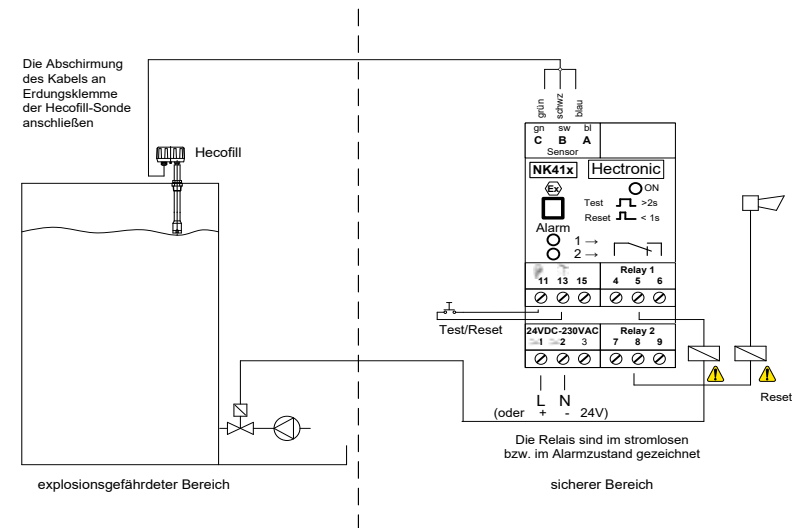 Die Abschirmung
des Kabels an
Erdungsklemme
der Hecofill-Sonde
anschließen
Hecofill
grün
schwz
blau
gn sw bl
C B A
Sensor
NK41x Hectronic
Ex ON
Test >2s
Reset < 1s
Alarm
1 →
2 →
Relay 1
11 13 15 4 5 6
Test/Reset
24VDC-230VAC Relay 2
1 2 3 7 8 9
L N
(oder + - 24V)
Reset
Die Relais sind im stromlosen
bzw. im Alarmzustand gezeichnet
explosionsgefährdeter Bereich
sicherer Bereich